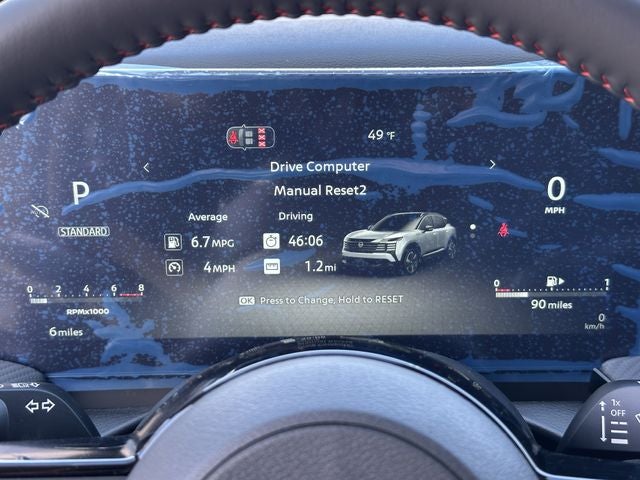 49 °F
Drive Computer
Manual Reset2
P
0
MPH
STANDARD
Average
Driving
6.7 MPG
46:06
4 MPH
1.2 mi
OK Press to Change, Hold to RESET
0 2 4 6 8
RPMx1000
6 miles
0 1
90 miles
0
km/h
1x
OFF